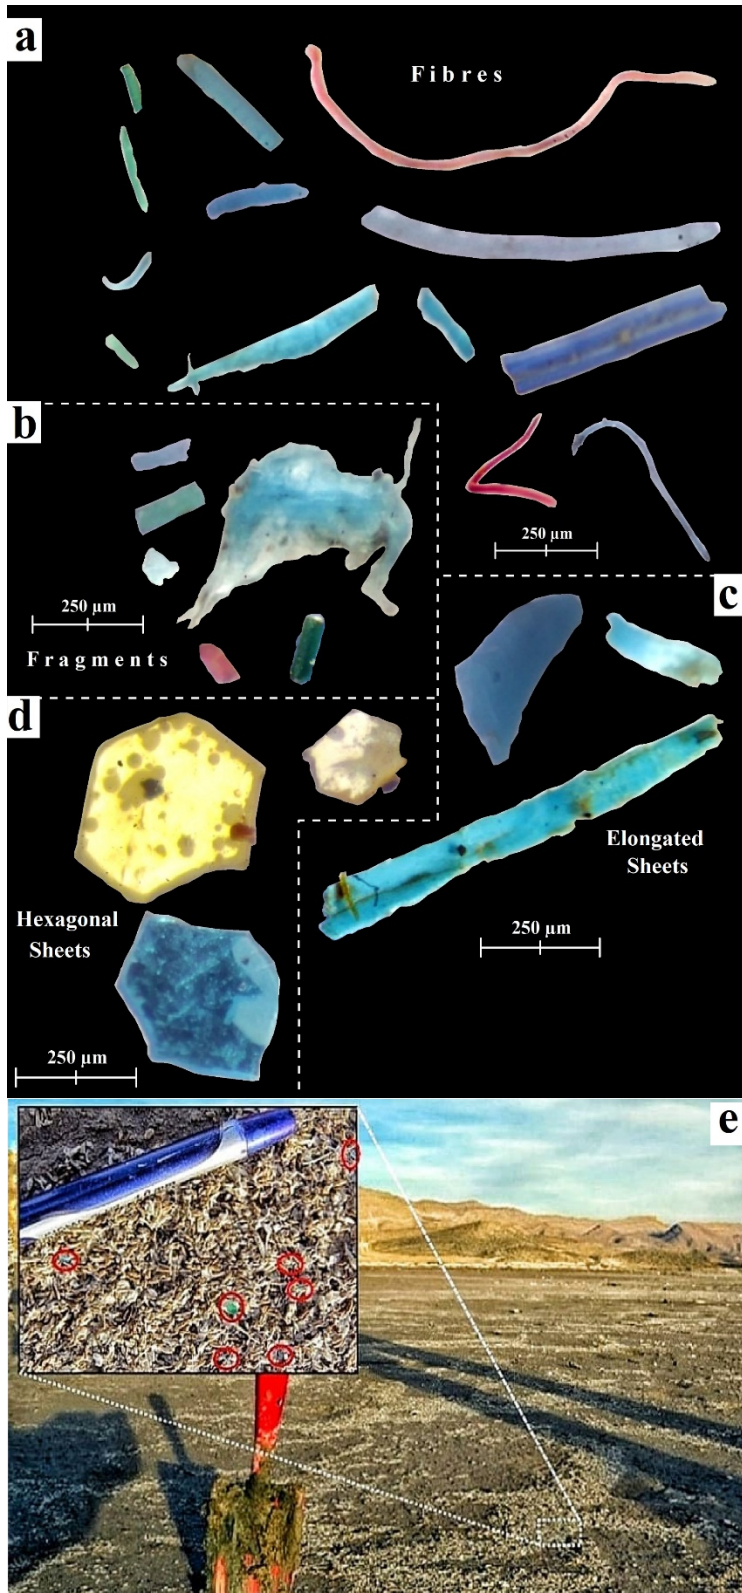 a
Fibres
250 µm
b
250 µm
Fragments
c
Elongated
Sheets
250 µm
d
Hexagonal
Sheets
250 µm
e